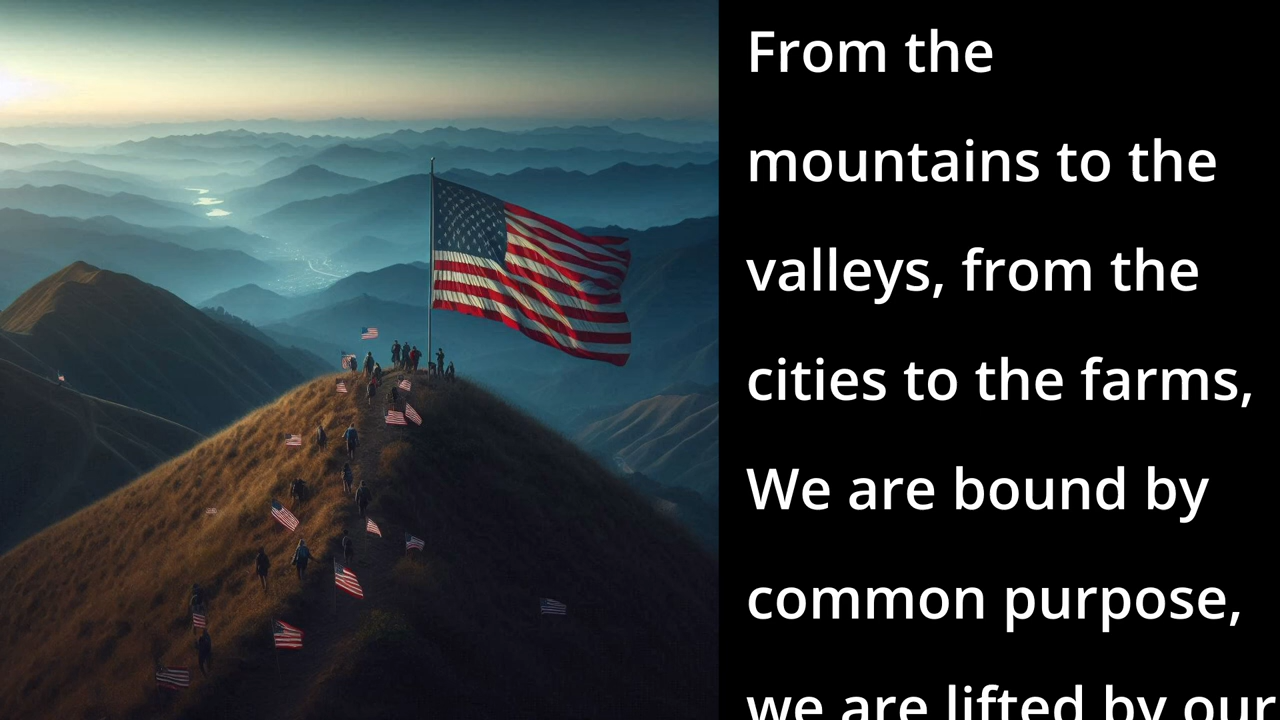 From the
mountains to the
valleys, from the
cities to the farms,
We are bound by
common purpose,
we are lifted by our